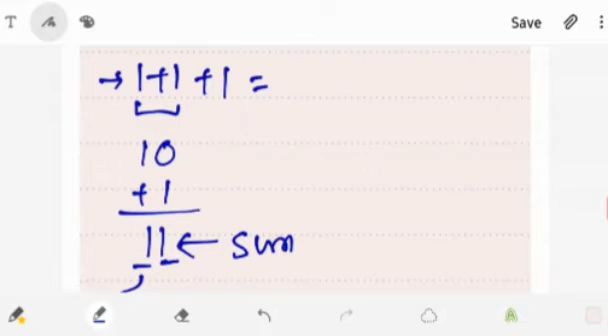 T Save
→ 1+1 + 1 =
10
+ 1
11 ← sum
A